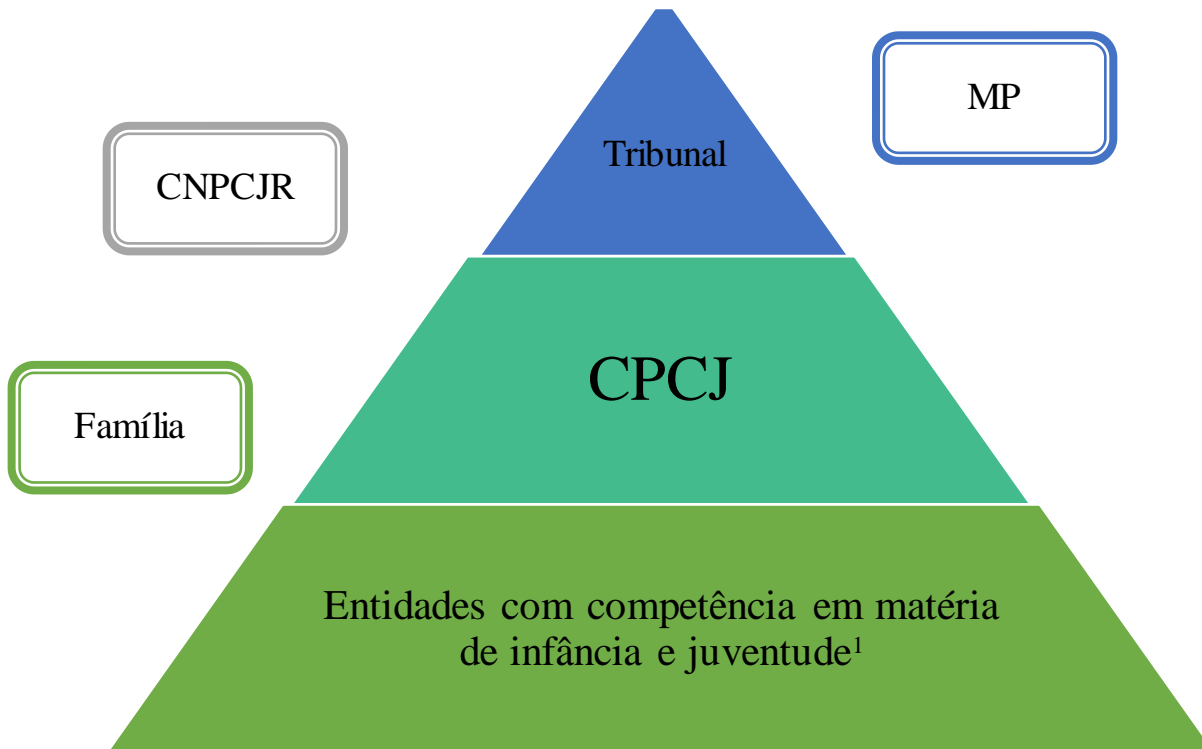 MP
Tribunal
CNPCJR
CPCJ
Família
Entidades com competência em matéria
de infância e juventude¹